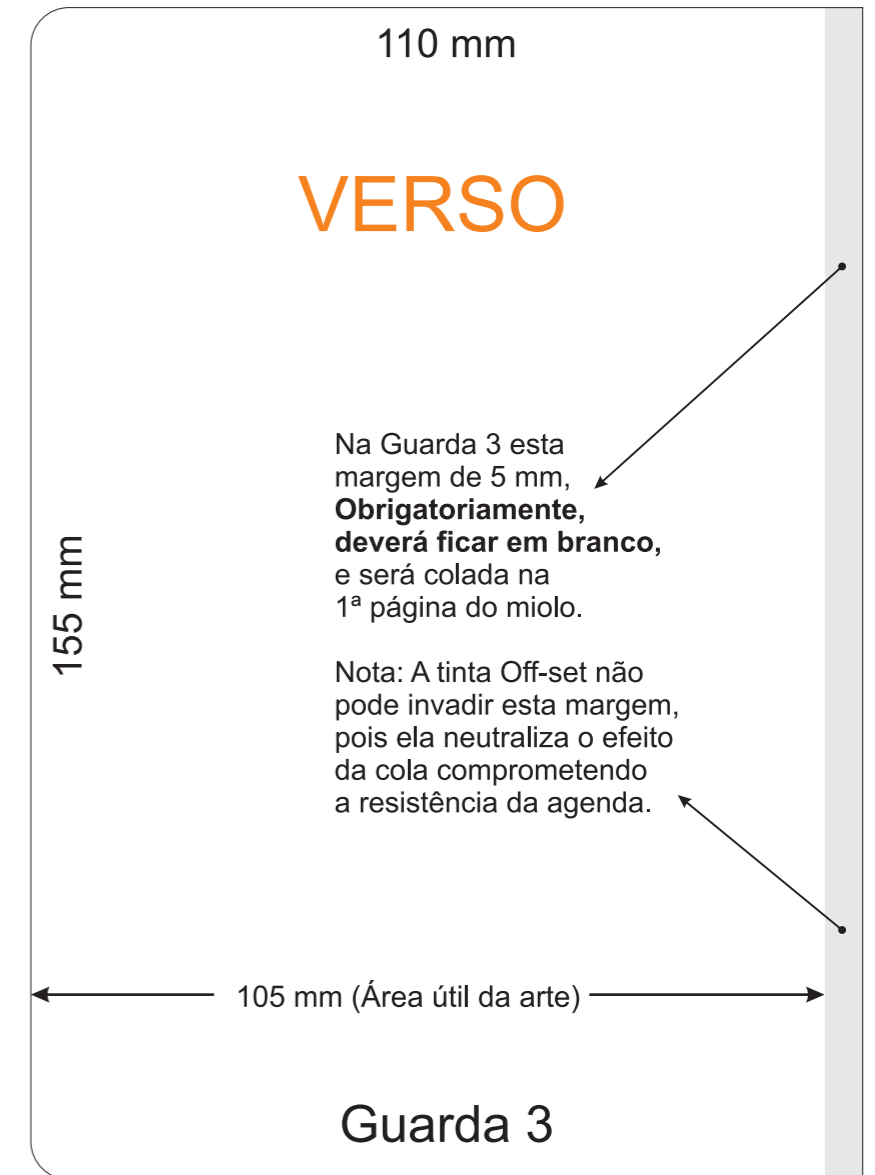 110 mm
VERSO
Na Guarda 3 esta
margem de 5 mm,
Obrigatoriamente,
deverá ficar em branco,
e será colada na
1ª página do miolo.
155 mm
Nota: A tinta Off-set não
pode invadir esta margem,
pois ela neutraliza o efeito
da cola comprometendo
a resistência da agenda.
105 mm (Área útil da arte)
Guarda 3